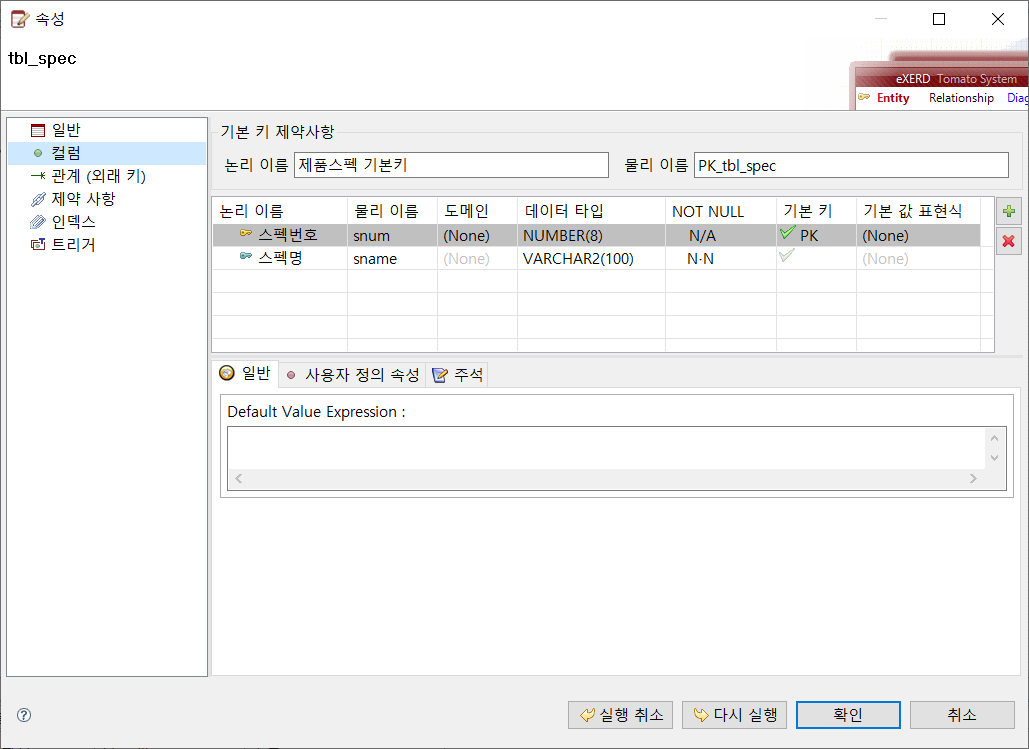 속성
tbl_spec
eXERD Tomato System
Entity Relationship Diag
일반
컬럼
관계 (외래 키)
제약 사항
인덱스
트리거
기본 키 제약사항
논리 이름 제품스펙 기본키 물리 이름 PK_tbl_spec
논리 이름 물리 이름 도메인 데이터 타입 NOT NULL 기본 키 기본 값 표현식
스펙번호 snum (None) NUMBER(8) N/A PK (None)
스펙명 sname (None) VARCHAR2(100) N·N (None)
일반 사용자 정의 속성 주석
Default Value Expression :
실행 취소 다시 실행 확인 취소